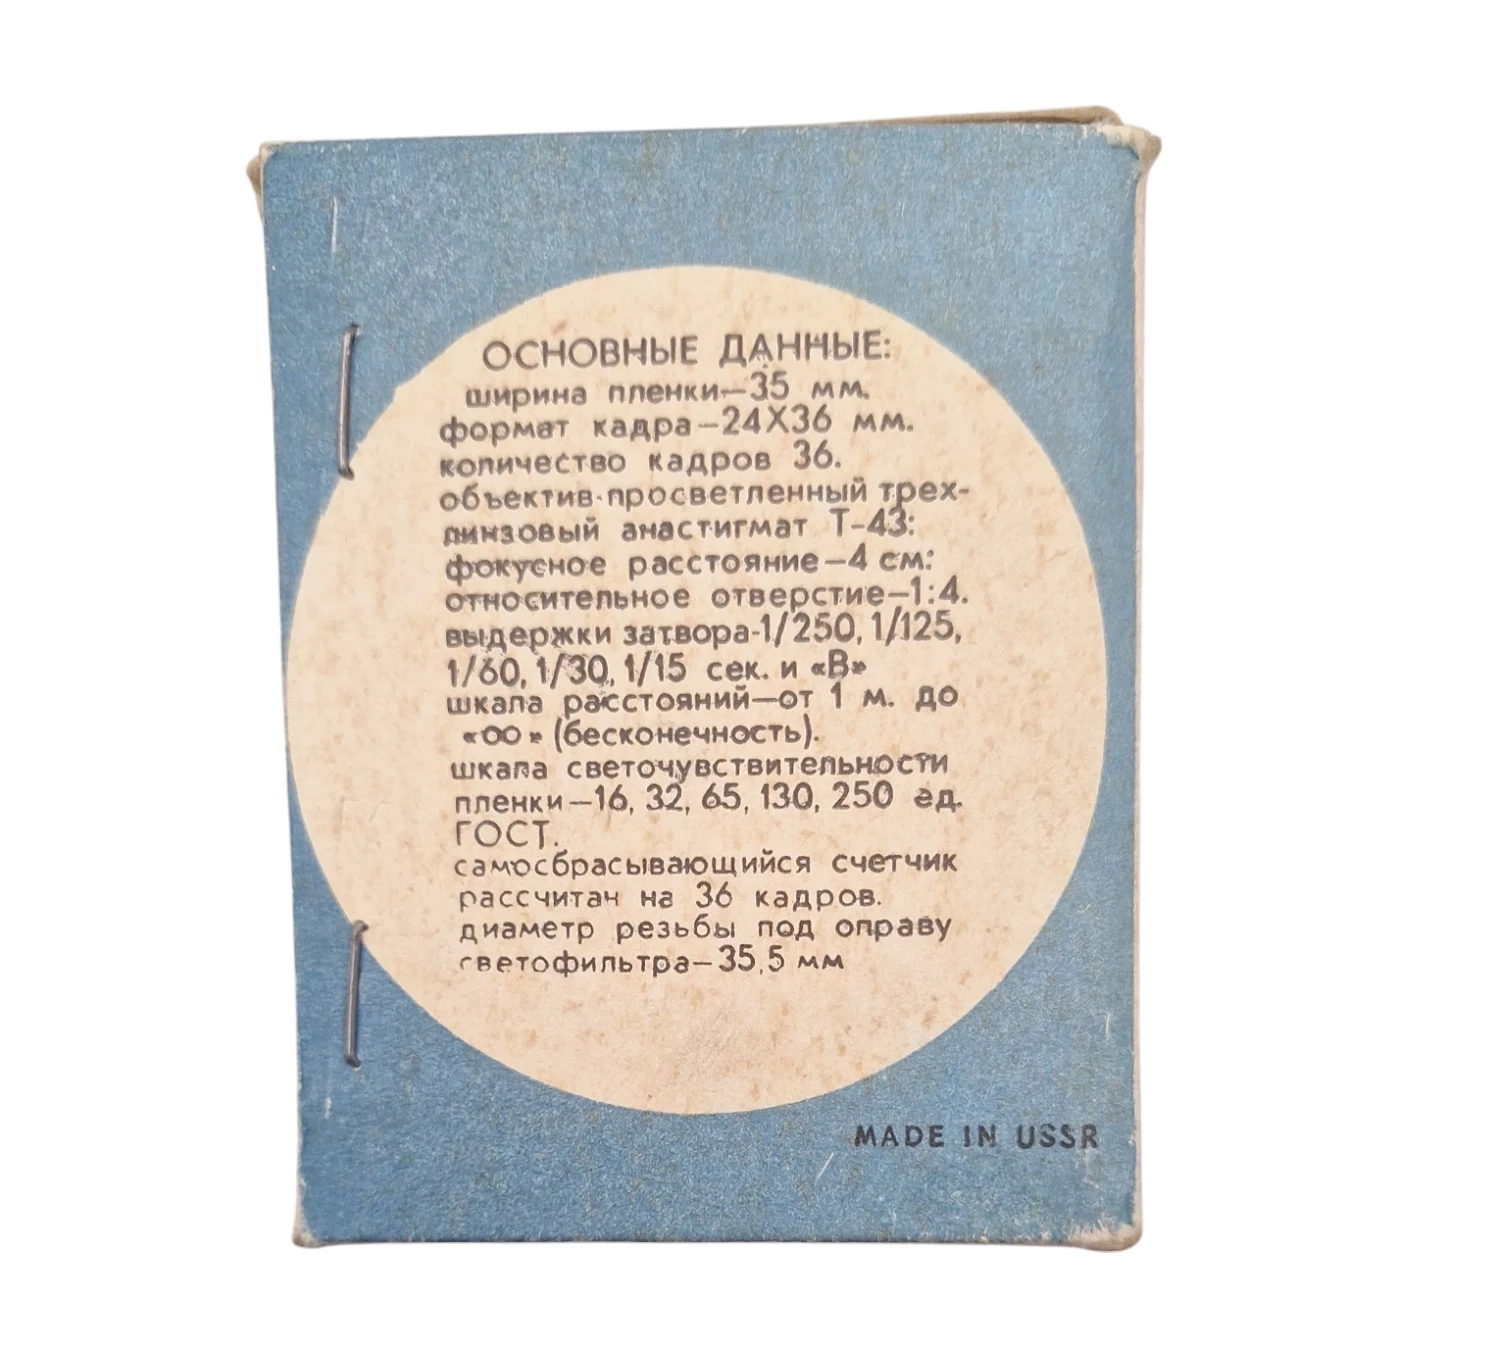 ОСНОВНЫЕ ДАННЫЕ:
ширина пленки—35 мм.
формат кадра—24X36 мм.
количество кадров 36.
объектив-просветленный трех-
линзовый анастигмат Т-43:
фокусное расстояние—4 см:
относительное отверстие—1:4.
выдержки затвора-1/250, 1/125,
1/60, 1/30, 1/15 сек. и «В»
шкала расстояний—от 1 м. до
«∞» (бесконечность).
шкала светочувствительности
пленки—16, 32, 65, 130, 250 ед.
ГОСТ.
самосбрасывающийся счетчик
рассчитан на 36 кадров.
диаметр резьбы под оправу
светофильтра—35,5 мм
MADE IN USSR